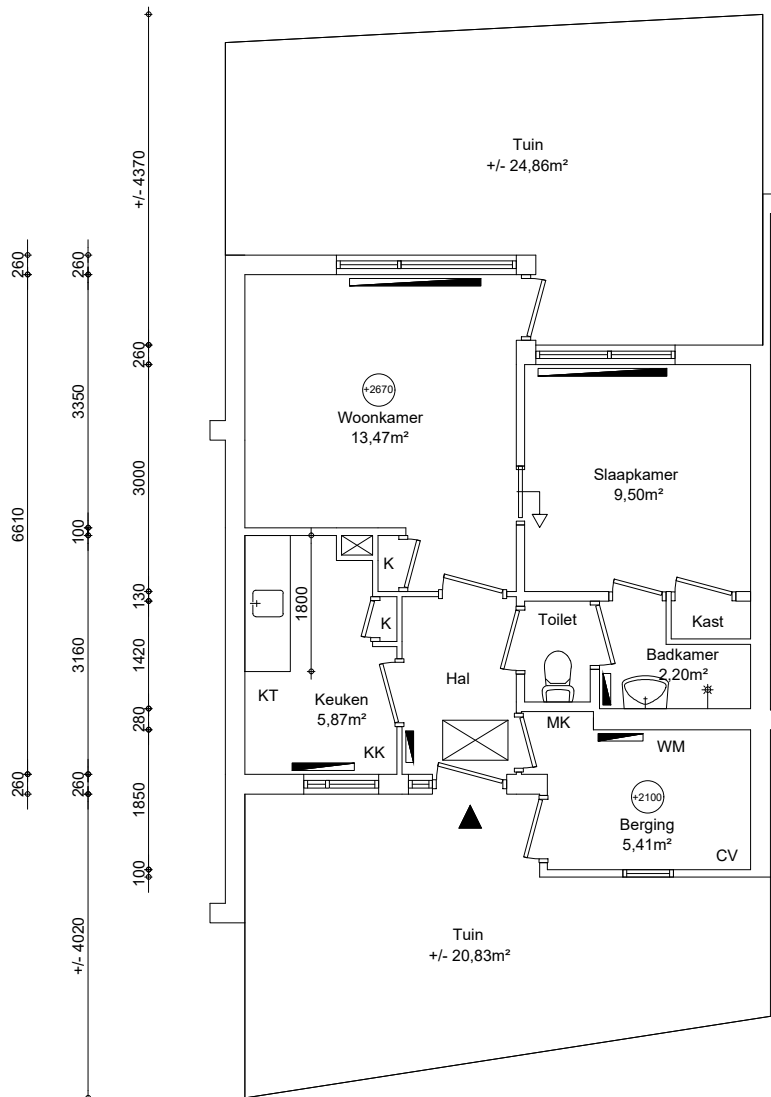 Tuin
+/- 24,86m²
+2670
Woonkamer
13,47m²
Slaapkamer
9,50m²
K
K
1800
Toilet
Kast
Badkamer
2,20m²
Hal
KT
Keuken
5,87m²
KK
MK
WM
+2100
Berging
5,41m²
CV
Tuin
+/- 20,83m²
260
6610
260
260
3350
100
3160
260
+/- 4020
+/- 4370
260
3000
130
1420
280
1850
100